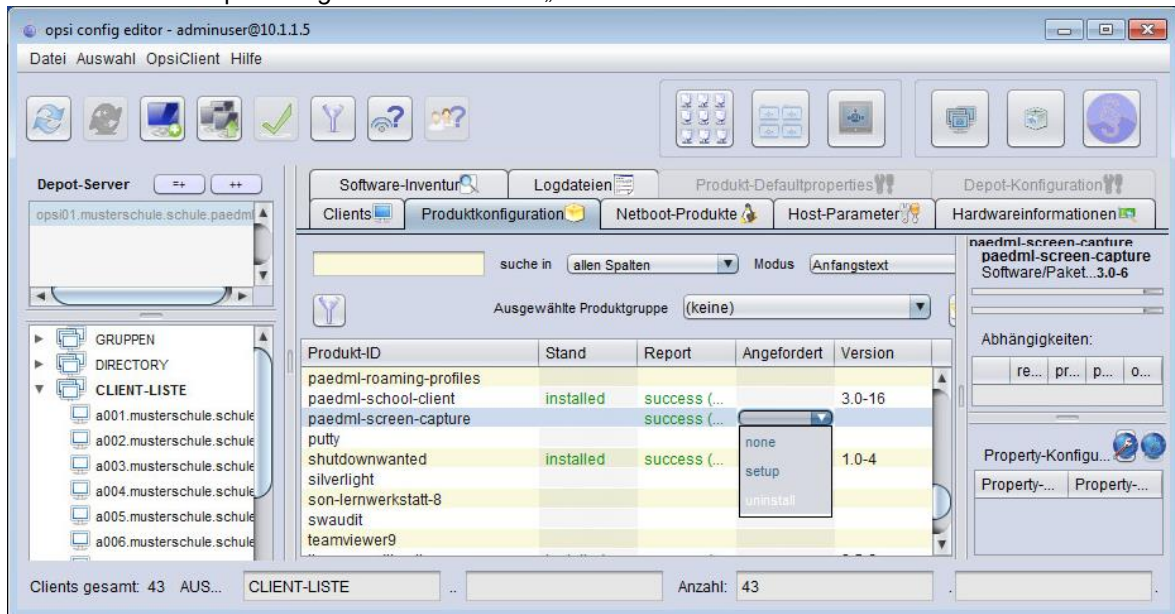 opsi config editor - adminuser@10.1.1.5
Datei Auswahl OpsiClient Hilfe
Depot-Server =+ ++
opsi01.musterschule.schule.paedml
Software-Inventur Logdateien Produkt-Defaultproperties Depot-Konfiguration
Clients Produktkonfiguration Netboot-Produkte Host-Parameter Hardwareinformationen
suche in allen Spalten Modus Anfangstext
Ausgewählte Produktgruppe (keine)
GRUPPEN
DIRECTORY
CLIENT-LISTE
a001.musterschule.schule
a002.musterschule.schule
a003.musterschule.schule
a004.musterschule.schule
a005.musterschule.schule
a006.musterschule.schule
Produkt-ID Stand Report Angefordert Version
paedml-roaming-profiles
paedml-school-client installed success (... 3.0-16
paedml-screen-capture success (...
putty
shutdownwanted installed success (... 1.0-4
silverlight
son-lernwerkstatt-8
swaudit
teamviewer9
none
setup
uninstall
paedml-screen-capture
paedml-screen-capture
Software/Paket...3.0-6
Abhängigkeiten:
re... pr... p... o...
Property-Konfigu...
Property-... Property-...
Clients gesamt: 43 AUS... CLIENT-LISTE .. Anzahl: 43 . .